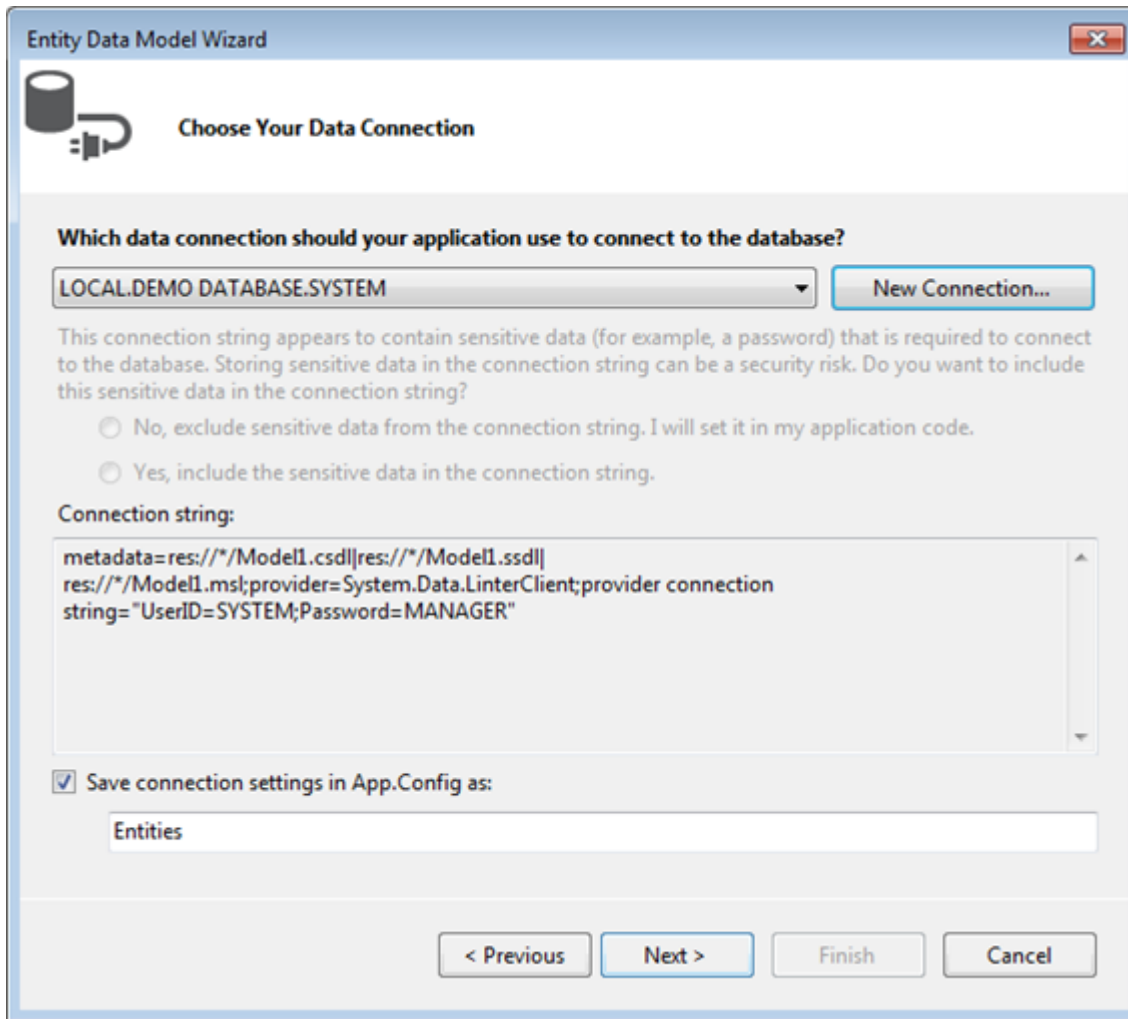 Entity Data Model Wizard
Choose Your Data Connection
Which data connection should your application use to connect to the database?
LOCAL.DEMO DATABASE.SYSTEM
New Connection...
This connection string appears to contain sensitive data (for example, a password) that is required to connect
to the database. Storing sensitive data in the connection string can be a security risk. Do you want to include
this sensitive data in the connection string?
No, exclude sensitive data from the connection string. I will set it in my application code.
Yes, include the sensitive data in the connection string.
Connection string:
metadata=res://*/Model1.csdl|res://*/Model1.ssdl|
res://*/Model1.msl;provider=System.Data.LinterClient;provider connection
string="UserID=SYSTEM;Password=MANAGER"
Save connection settings in App.Config as:
Entities
< Previous
Next >
Finish
Cancel